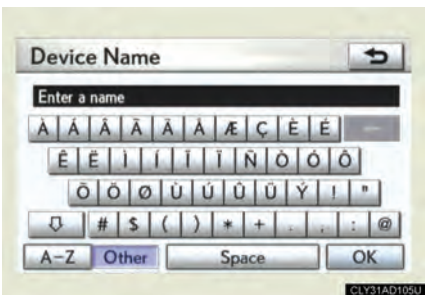 Device Name
Enter a name
À Á Â Ã Ä Å Æ Ç È É
Ê Ë Ì Í Î Ï Ñ Ò Ó Ô
Õ Ö Ø Ù Ú Û Ü Ý ! "
# $ ( ) * + . , : @
A-Z Other Space OK
CLY31AD105U